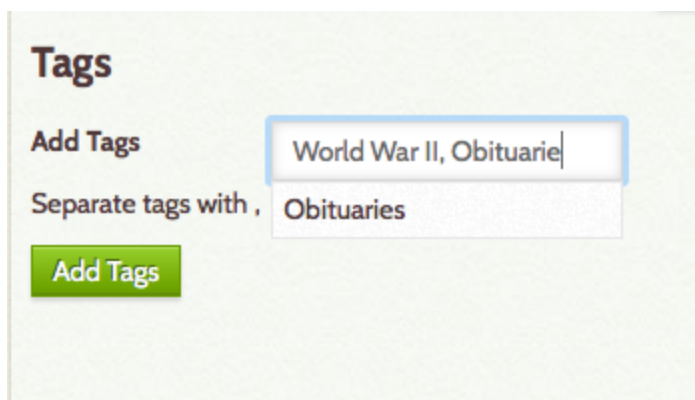 Tags
Add Tags
World War II, Obituarie
Separate tags with ,
Obituaries
Add Tags